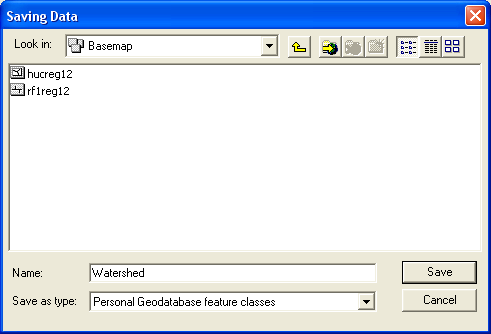 Saving Data
Look in: Basemap
hucreg12
rf1reg12
Name: Watershed Save
Save as type: Personal Geodatabase feature classes Cancel